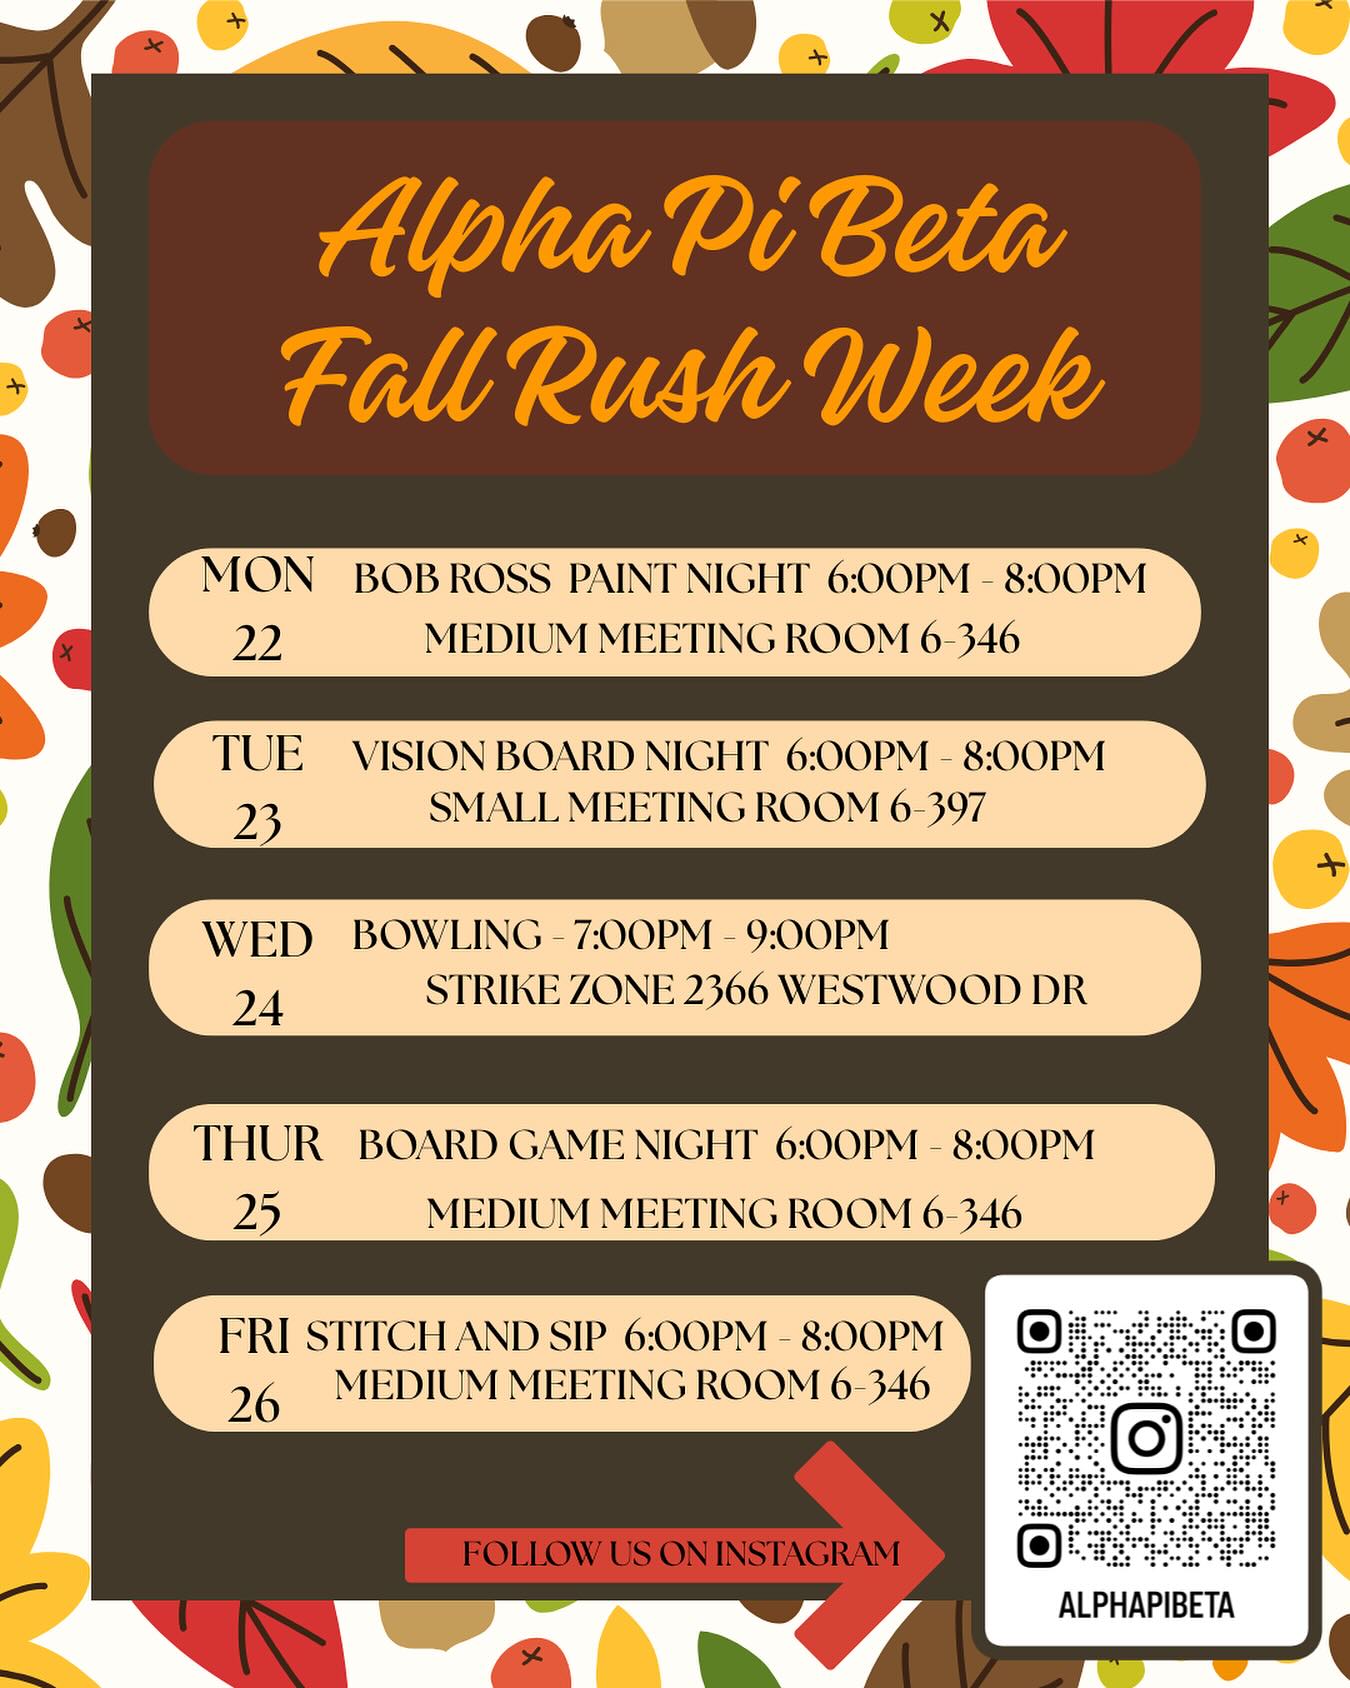 Alpha Pi Beta
Fall Rush Week
MON BOB ROSS PAINT NIGHT 6:00PM - 8:00PM
22 MEDIUM MEETING ROOM 6-346
TUE VISION BOARD NIGHT 6:00PM - 8:00PM
23 SMALL MEETING ROOM 6-397
WED BOWLING - 7:00PM - 9:00PM
24 STRIKE ZONE 2366 WESTWOOD DR
THUR BOARD GAME NIGHT 6:00PM - 8:00PM
25 MEDIUM MEETING ROOM 6-346
FRI STITCH AND SIP 6:00PM - 8:00PM
26 MEDIUM MEETING ROOM 6-346
FOLLOW US ON INSTAGRAM
ALPHAPIBETA